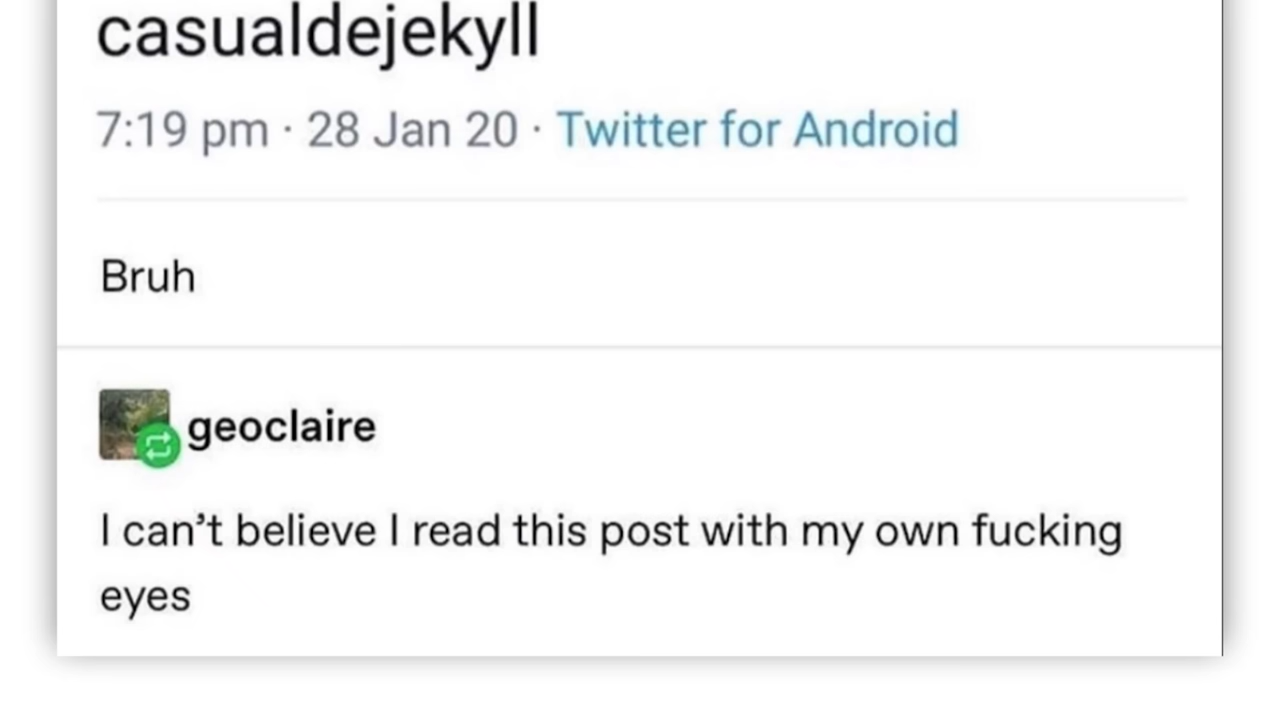 casualdejekyll
7:19 pm · 28 Jan 20 · Twitter for Android
Bruh
geoclaire
I can’t believe I read this post with my own fucking
eyes